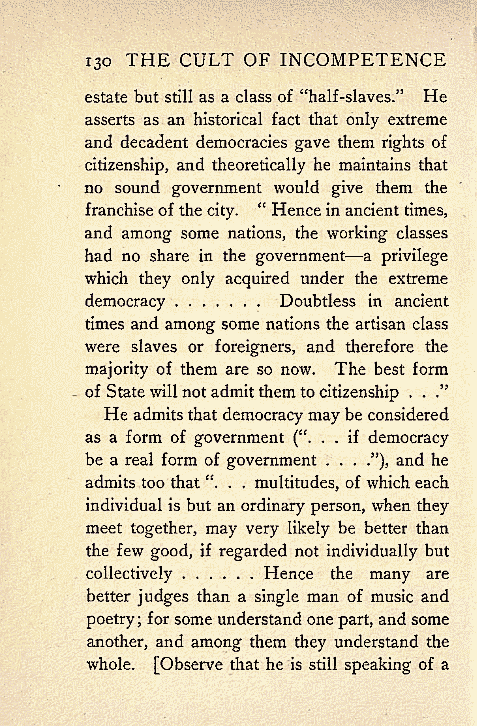 130 THE CULT OF INCOMPETENCE
estate but still as a class of “half-slaves.” He
asserts as an historical fact that only extreme
and decadent democracies gave them rights of
citizenship, and theoretically he maintains that
no sound government would give them the
franchise of the city. “ Hence in ancient times,
and among some nations, the working classes
had no share in the government—a privilege
which they only acquired under the extreme
democracy . . . . . . . Doubtless in ancient
times and among some nations the artisan class
were slaves or foreigners, and therefore the
majority of them are so now. The best form
of State will not admit them to citizenship . . .”
He admits that democracy may be considered
as a form of government (“. . . if democracy
be a real form of government . . . .”), and he
admits too that “. . . multitudes, of which each
individual is but an ordinary person, when they
meet together, may very likely be better than
the few good, if regarded not individually but
collectively . . . . . . Hence the many are
better judges than a single man of music and
poetry; for some understand one part, and some
another, and among them they understand the
whole. [Observe that he is still speaking of a